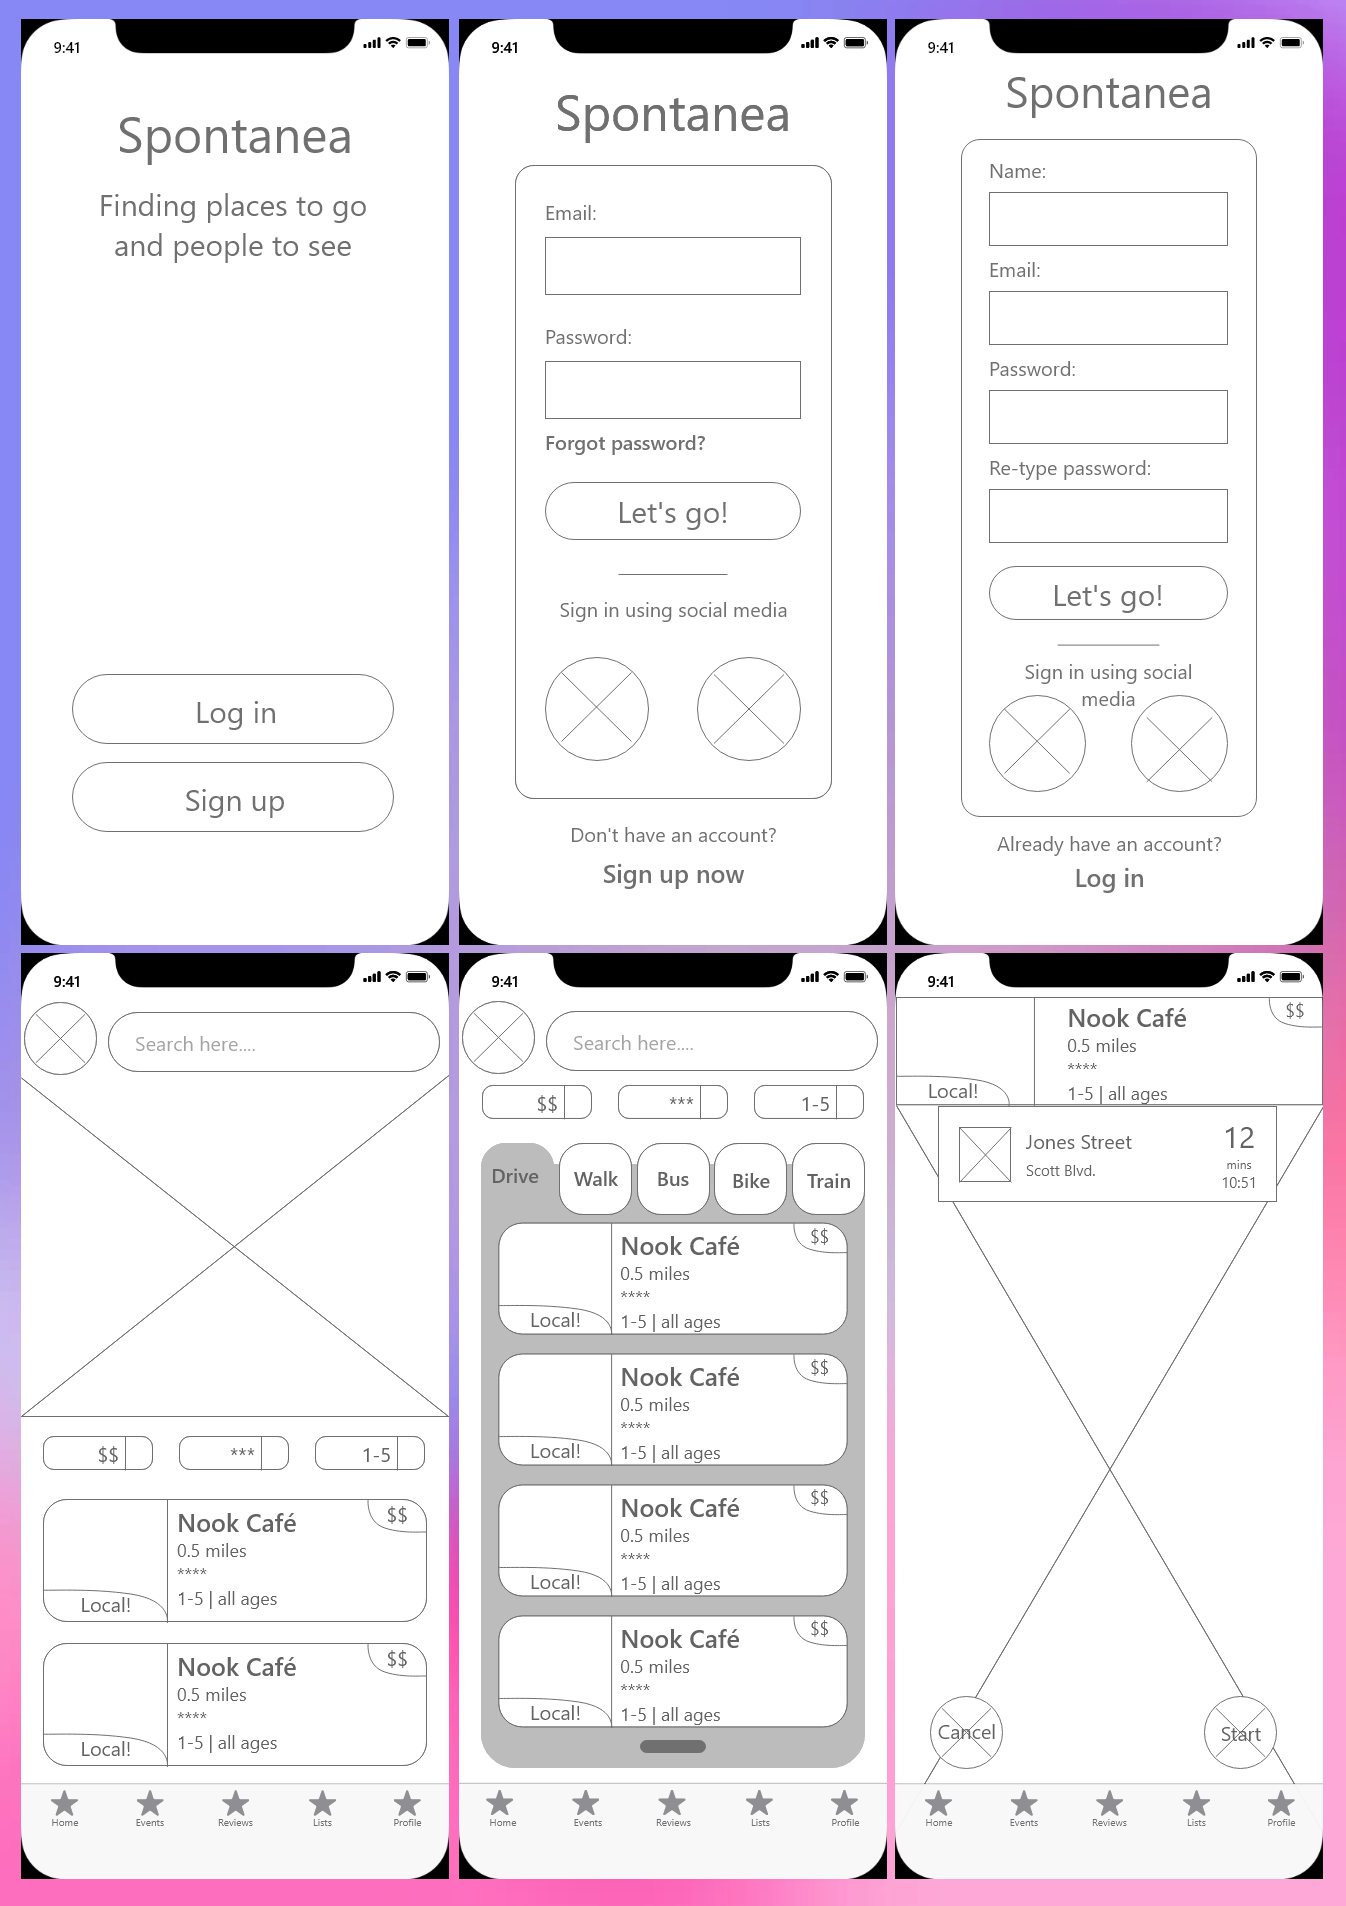 9:41
Spontanea
Finding places to go
and people to see
Log in
Sign up
9:41
Spontanea
Email:
Password:
Forgot password?
Let's go!
Sign in using social media
Don't have an account?
Sign up now
9:41
Spontanea
Name:
Email:
Password:
Re-type password:
Let's go!
Sign in using social
media
Already have an account?
Log in
9:41
Search here....
$$ *** 1-5
Nook Café $$
0.5 miles
****
Local! 1-5 | all ages
Nook Café $$
0.5 miles
****
Local! 1-5 | all ages
Home Events Reviews Lists Profile
9:41
Search here....
$$ *** 1-5
Drive Walk Bus Bike Train
Nook Café $$
0.5 miles
****
Local! 1-5 | all ages
Nook Café $$
0.5 miles
****
Local! 1-5 | all ages
Nook Café $$
0.5 miles
****
Local! 1-5 | all ages
Nook Café $$
0.5 miles
****
Local! 1-5 | all ages
Home Events Reviews Lists Profile
9:41
Nook Café $$
0.5 miles
****
Local! 1-5 | all ages
Jones Street 12
Scott Blvd. mins
10:51
Cancel Start
Home Events Reviews Lists Profile